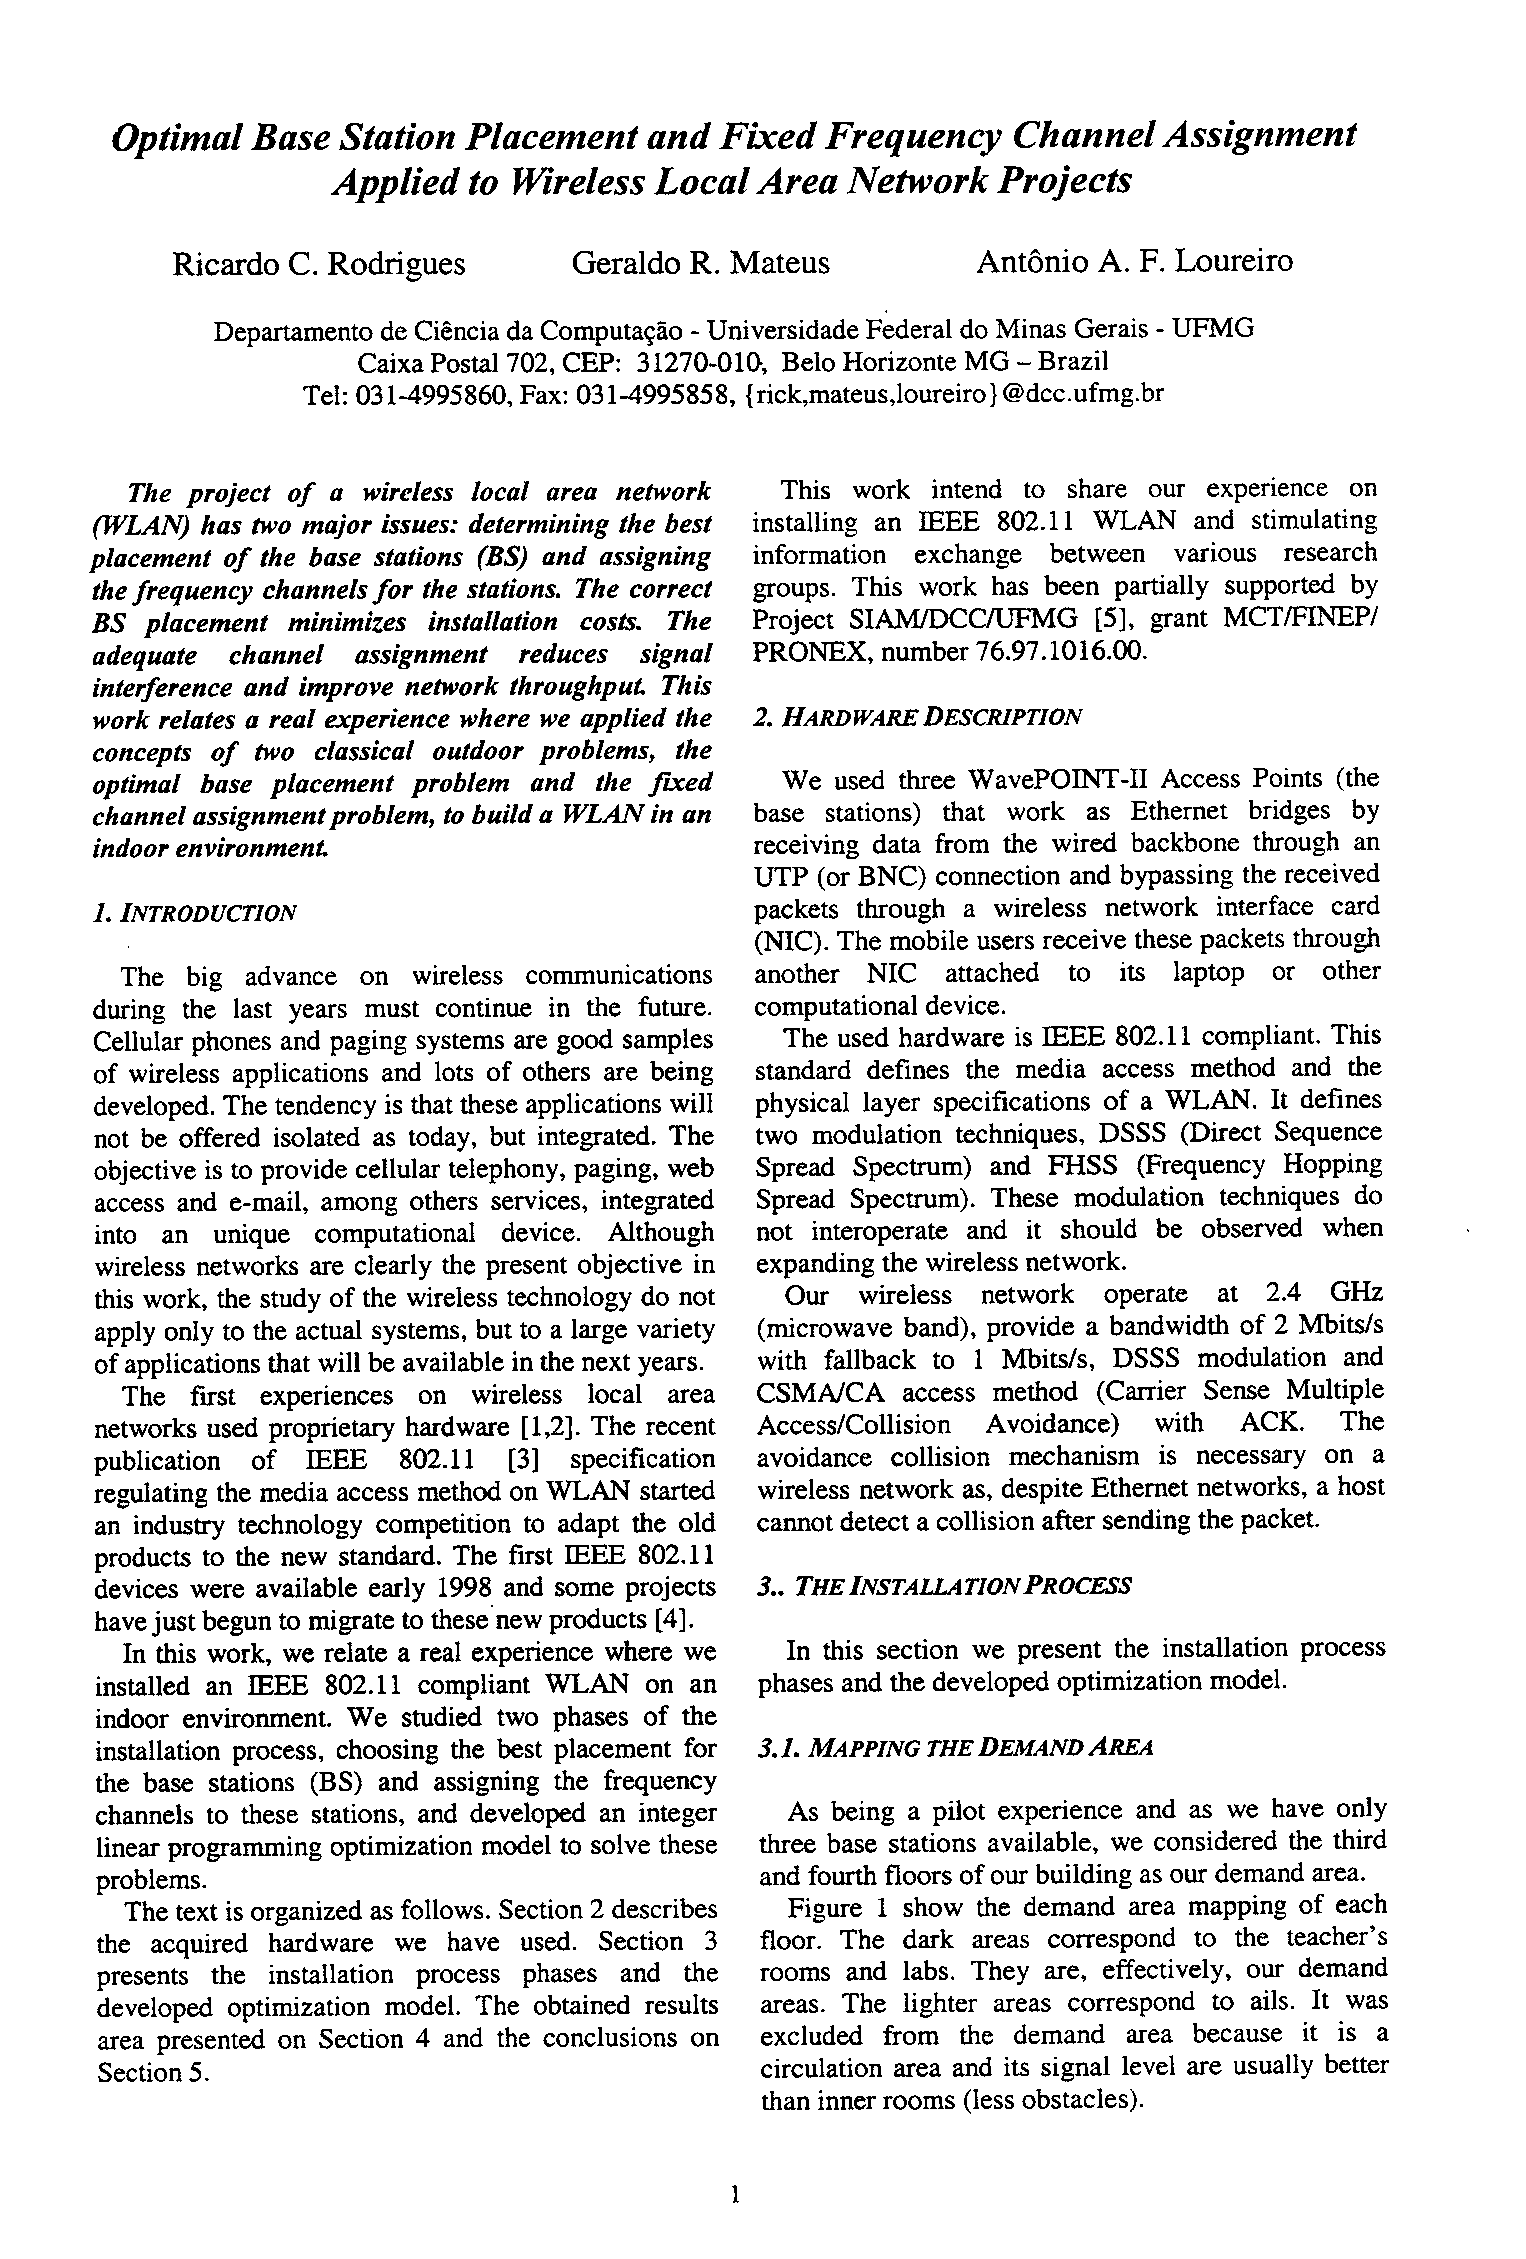 Optimal Base Station Placement and Fixed Frequency Channel Assignment
Applied to Wireless Local Area Network Projects
Ricardo C. Rodrigues Geraldo R. Mateus Antônio A. F. Loureiro
Departamento de Ciência da Computação - Universidade Federal do Minas Gerais - UFMG
Caixa Postal 702, CEP: 31270-010, Belo Horizonte MG – Brazil
Tel: 031-4995860, Fax: 031-4995858, {rick,mateus,loureiro}@dcc.ufmg.br
The project of a wireless local area network
(WLAN) has two major issues: determining the best
placement of the base stations (BS) and assigning
the frequency channels for the stations. The correct
BS placement minimizes installation costs. The
adequate channel assignment reduces signal
interference and improve network throughput. This
work relates a real experience where we applied the
concepts of two classical outdoor problems, the
optimal base placement problem and the fixed
channel assignment problem, to build a WLAN in an
indoor environment.
1. INTRODUCTION
The big advance on wireless communications
during the last years must continue in the future.
Cellular phones and paging systems are good samples
of wireless applications and lots of others are being
developed. The tendency is that these applications will
not be offered isolated as today, but integrated. The
objective is to provide cellular telephony, paging, web
access and e-mail, among others services, integrated
into an unique computational device. Although
wireless networks are clearly the present objective in
this work, the study of the wireless technology do not
apply only to the actual systems, but to a large variety
of applications that will be available in the next years.
The first experiences on wireless local area
networks used proprietary hardware [1,2]. The recent
publication of IEEE 802.11 [3] specification
regulating the media access method on WLAN started
an industry technology competition to adapt the old
products to the new standard. The first IEEE 802.11
devices were available early 1998 and some projects
have just begun to migrate to these new products [4].
In this work, we relate a real experience where we
installed an IEEE 802.11 compliant WLAN on an
indoor environment. We studied two phases of the
installation process, choosing the best placement for
the base stations (BS) and assigning the frequency
channels to these stations, and developed an integer
linear programming optimization model to solve these
problems.
The text is organized as follows. Section 2 describes
the acquired hardware we have used. Section 3
presents the installation process phases and the
developed optimization model. The obtained results
area presented on Section 4 and the conclusions on
Section 5.
This work intend to share our experience on
installing an IEEE 802.11 WLAN and stimulating
information exchange between various research
groups. This work has been partially supported by
Project SIAM/DCC/UFMG [5], grant MCT/FINEP/
PRONEX, number 76.97.1016.00.
2. HARDWARE DESCRIPTION
We used three WavePOINT-II Access Points (the
base stations) that work as Ethernet bridges by
receiving data from the wired backbone through an
UTP (or BNC) connection and bypassing the received
packets through a wireless network interface card
(NIC). The mobile users receive these packets through
another NIC attached to its laptop or other
computational device.
The used hardware is IEEE 802.11 compliant. This
standard defines the media access method and the
physical layer specifications of a WLAN. It defines
two modulation techniques, DSSS (Direct Sequence
Spread Spectrum) and FHSS (Frequency Hopping
Spread Spectrum). These modulation techniques do
not interoperate and it should be observed when
expanding the wireless network.
Our wireless network operate at 2.4 GHz
(microwave band), provide a bandwidth of 2 Mbits/s
with fallback to 1 Mbits/s, DSSS modulation and
CSMA/CA access method (Carrier Sense Multiple
Access/Collision Avoidance) with ACK. The
avoidance collision mechanism is necessary on a
wireless network as, despite Ethernet networks, a host
cannot detect a collision after sending the packet.
3.. THE INSTALLATION PROCESS
In this section we present the installation process
phases and the developed optimization model.
3.1. MAPPING THE DEMAND AREA
As being a pilot experience and as we have only
three base stations available, we considered the third
and fourth floors of our building as our demand area.
Figure 1 show the demand area mapping of each
floor. The dark areas correspond to the teacher's
rooms and labs. They are, effectively, our demand
areas. The lighter areas correspond to ails. It was
excluded from the demand area because it is a
circulation area and its signal level are usually better
than inner rooms (less obstacles).
1